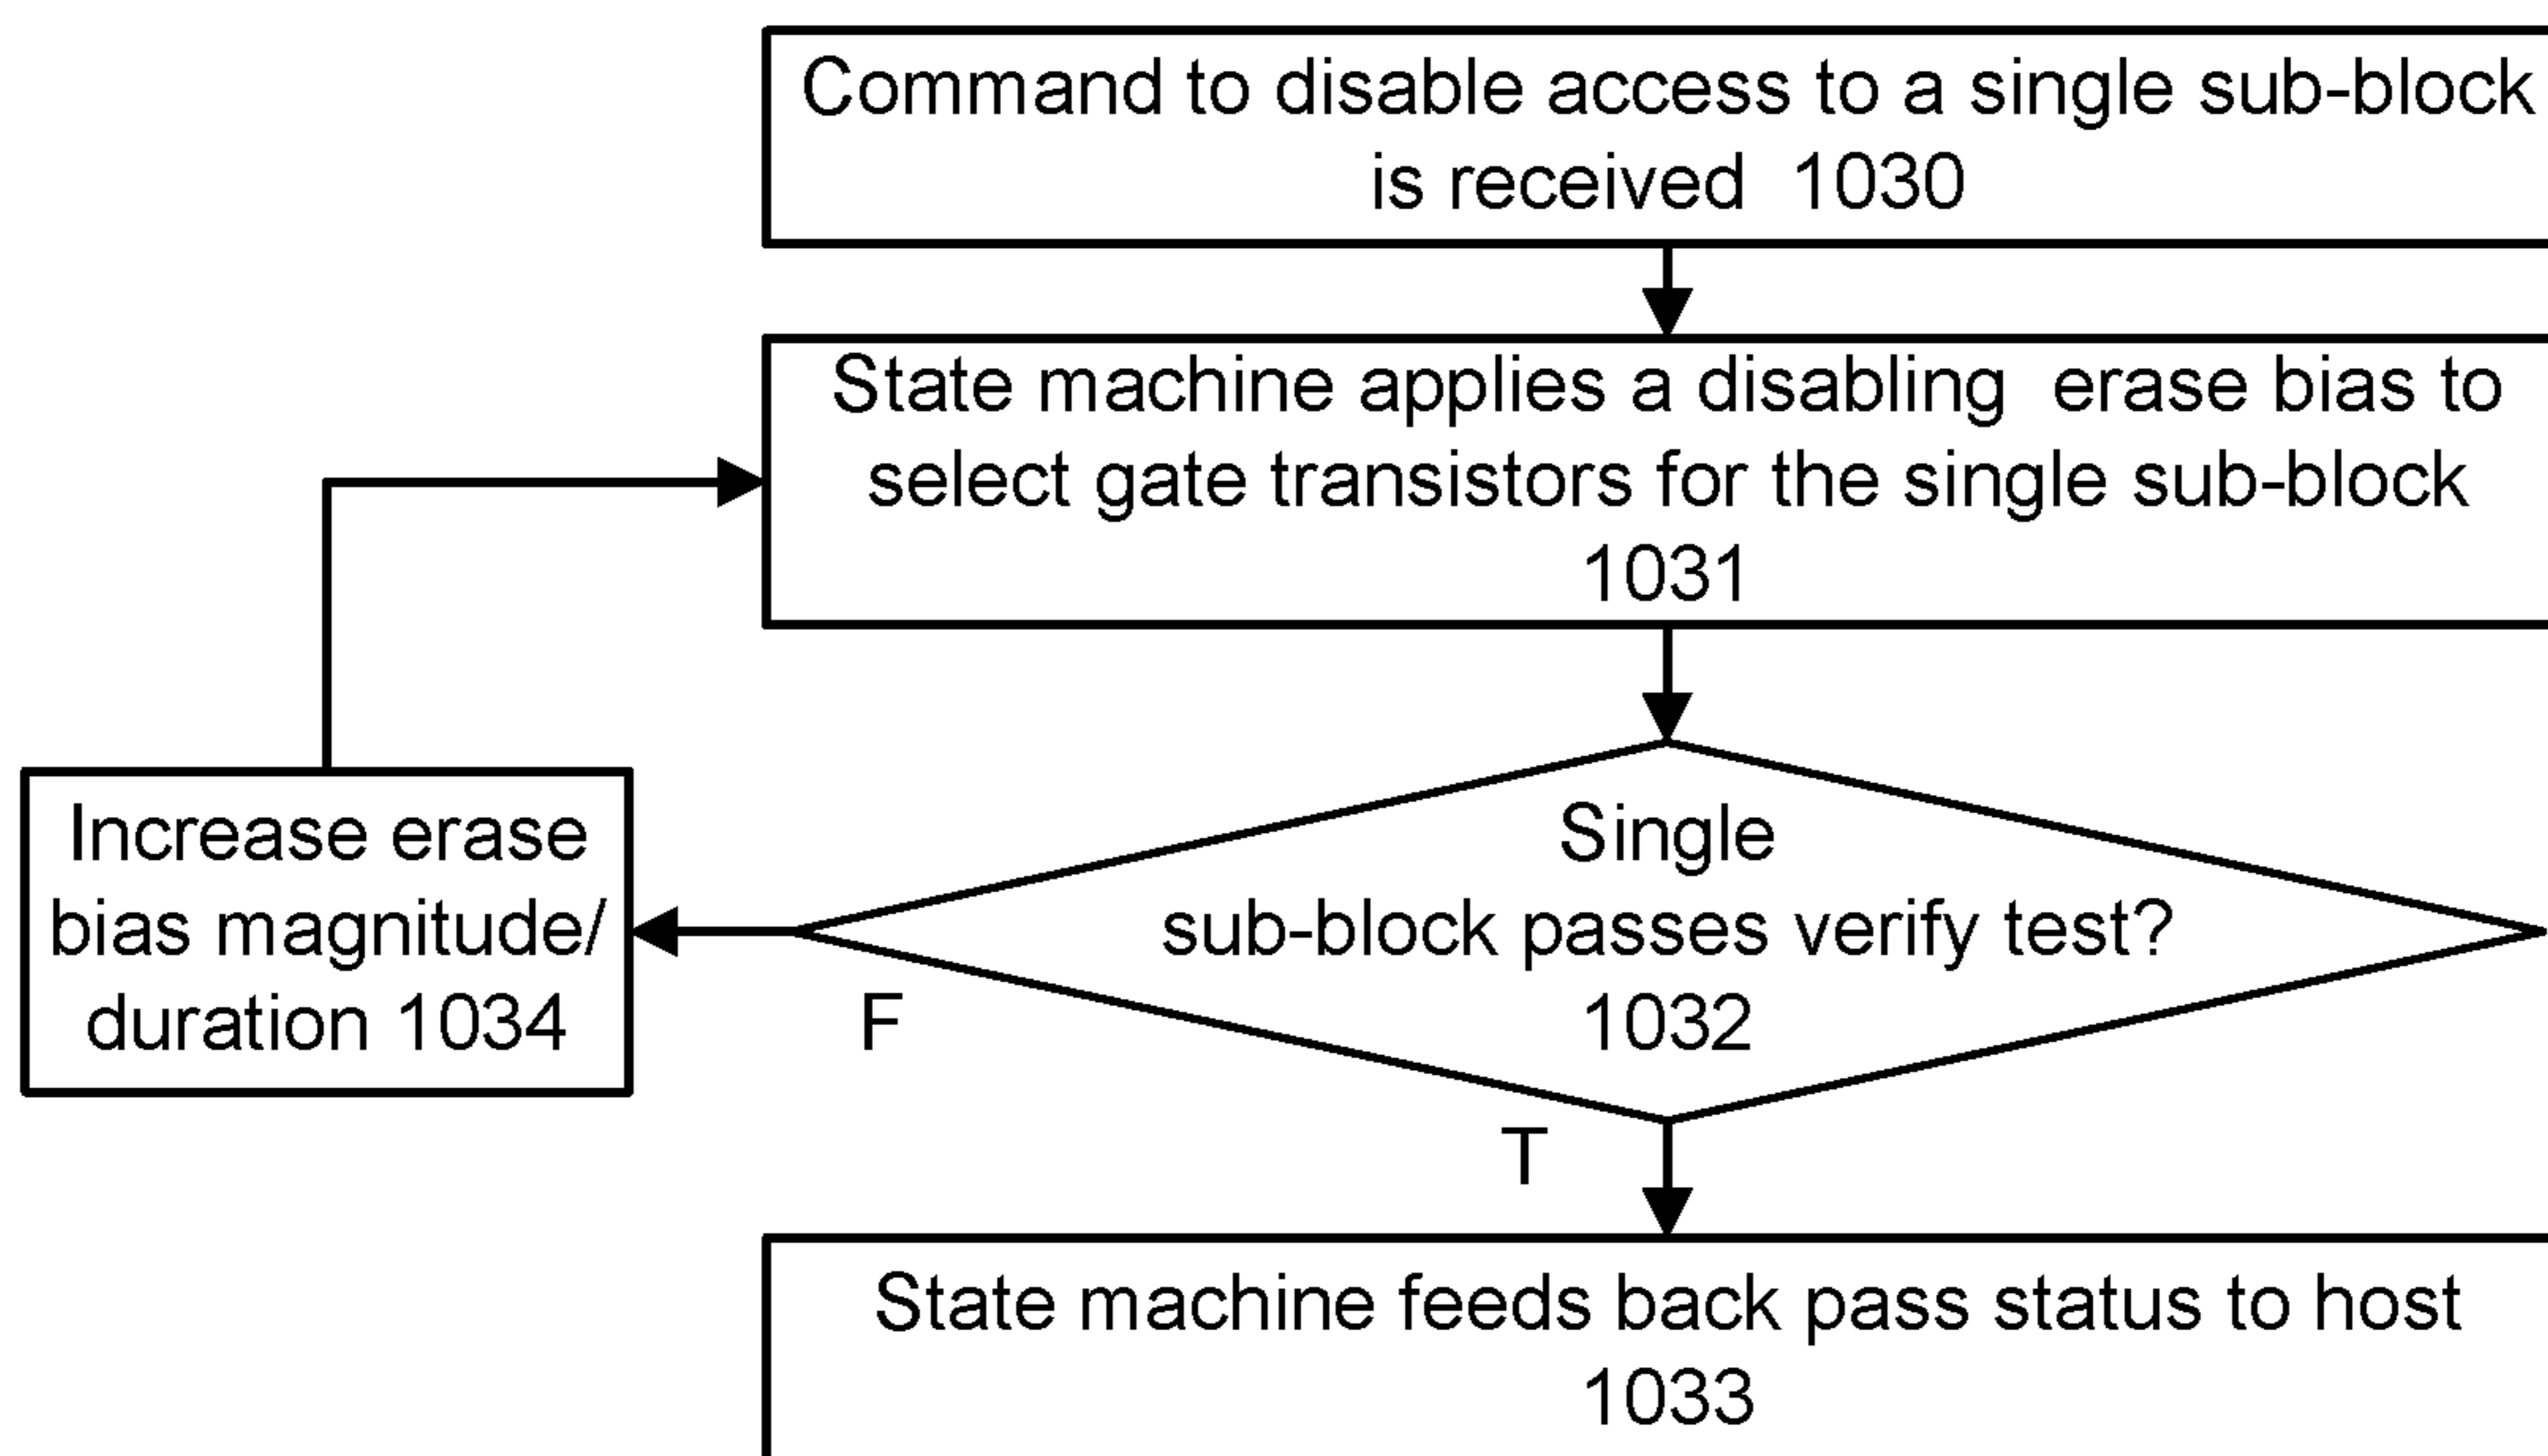 Command to disable access to a single sub-block
is received 1030
State machine applies a disabling erase bias to
select gate transistors for the single sub-block
1031
Single
sub-block passes verify test?
1032
Increase erase
bias magnitude/
duration 1034
F
T
State machine feeds back pass status to host
1033